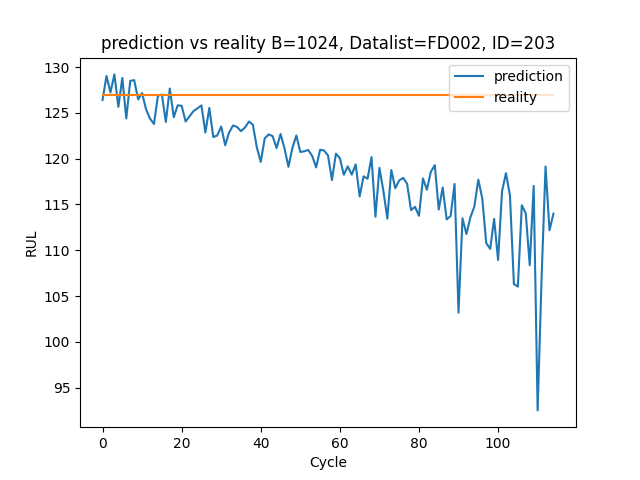 prediction vs reality B=1024, Datalist=FD002, ID=203
prediction
reality
130
125
120
115
110
105
100
95
RUL
0 20 40 60 80 100
Cycle